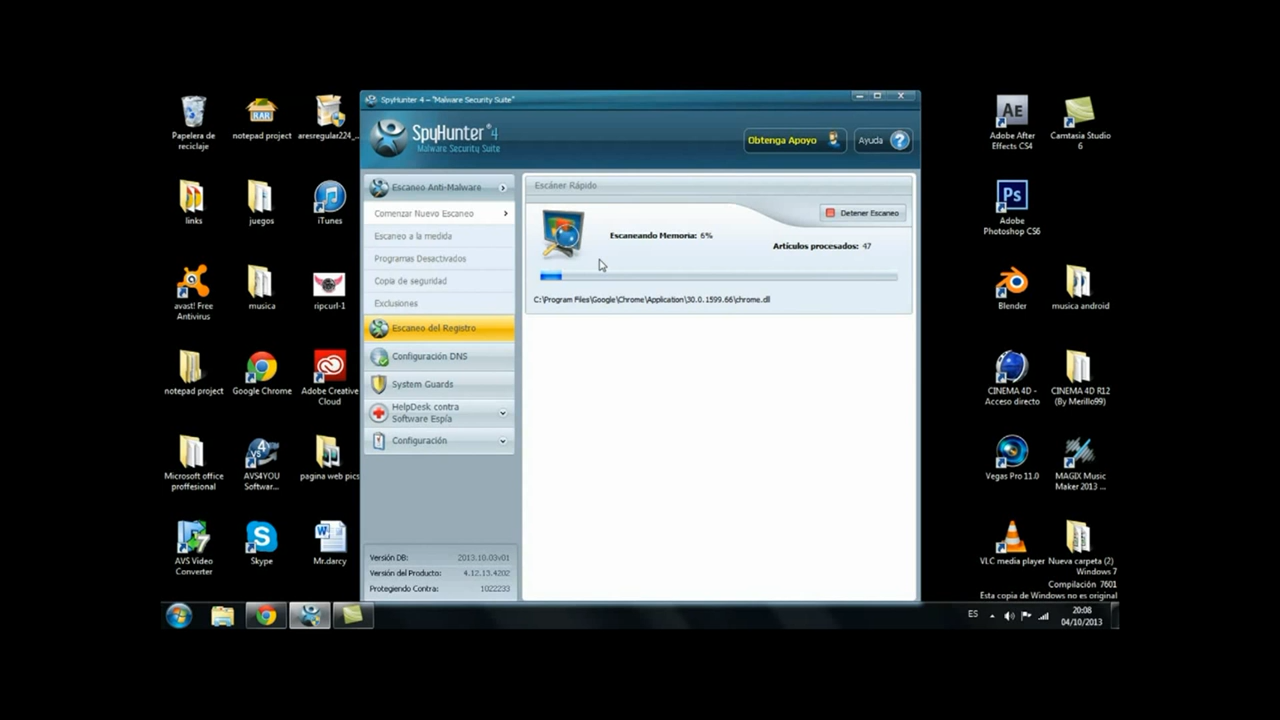 Papelera de
reciclaje
notepad project
aresregular224_...
links
juegos
iTunes
avast! Free
Antivirus
musica
ripcurl-1
notepad project
Google Chrome
Adobe Creative
Cloud
Microsoft office
proffesional
AVS4YOU
Softwar...
pagina web pics
AVS Video
Converter
Skype
Mr.darcy
SpyHunter 4 – "Malware Security Suite"
SpyHunter® 4
Malware Security Suite
Obtenga Apoyo
Ayuda
Escaneo Anti-Malware
Comenzar Nuevo Escaneo
Escaneo a la medida
Programas Desactivados
Copia de seguridad
Exclusiones
Escaneo del Registro
Configuración DNS
System Guards
HelpDesk contra
Software Espía
Configuración
Versión DB: 2013.10.03v01
Versión del Producto: 4.12.13.4202
Protegiendo Contra: 1022233
Escáner Rápido
Detener Escaneo
Escaneando Memoria: 6%
Artículos procesados: 47
C:\Program Files\Google\Chrome\Application\30.0.1599.66\chrome.dll
Adobe After
Effects CS4
Camtasia Studio
6
Adobe
Photoshop CS6
Blender
musica android
CINEMA 4D -
Acceso directo
CINEMA 4D R12
(By Merillo99)
Vegas Pro 11.0
MAGIX Music
Maker 2013 ...
VLC media player
Nueva carpeta (2)
Windows 7
Compilación 7601
Esta copia de Windows no es original
ES
20:08
04/10/2013